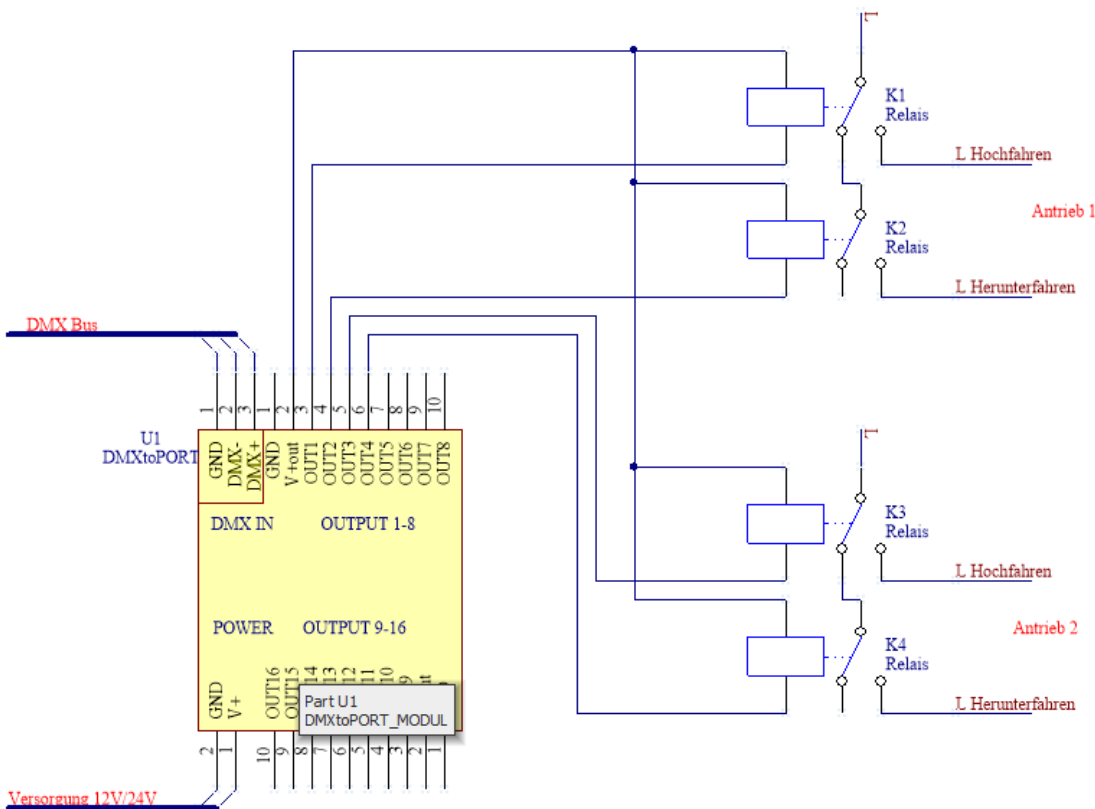 L
K1
Relais
L Hochfahren
Antrieb 1
K2
Relais
L Herunterfahren
DMX Bus
1
2
3
1
2
3
4
5
6
7
8
9
10
U1
DMXtoPORT
GND
DMX-
DMX+
GND
V+out
OUT1
OUT2
OUT3
OUT4
OUT5
OUT6
OUT7
OUT8
DMX IN
OUTPUT 1-8
L
K3
Relais
L Hochfahren
Antrieb 2
K4
Relais
L Herunterfahren
POWER
OUTPUT 9-16
GND
V+
OUT16
OUT15
14
13
12
11
10
Part U1
DMXtoPORT_MODUL
2
1
10
9
8
7
6
5
4
3
2
1
Versorgung 12V/24V